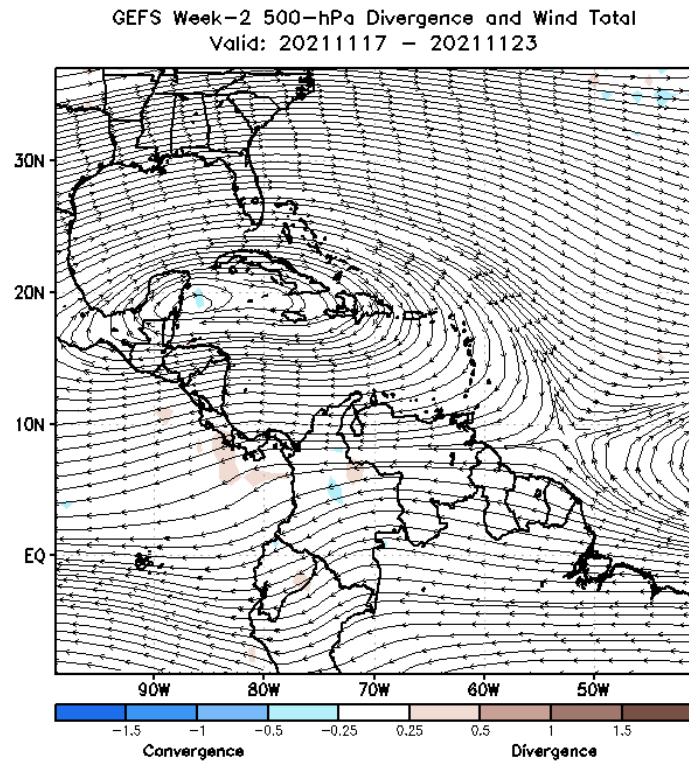 GEFS Week-2 500-hPa Divergence and Wind Total
Valid: 20211117 - 20211123
30N
20N
10N
EQ
90W 80W 70W 60W 50W
-1.5 -1 -0.5 -0.25 0.25 0.5 1 1.5
Convergence Divergence